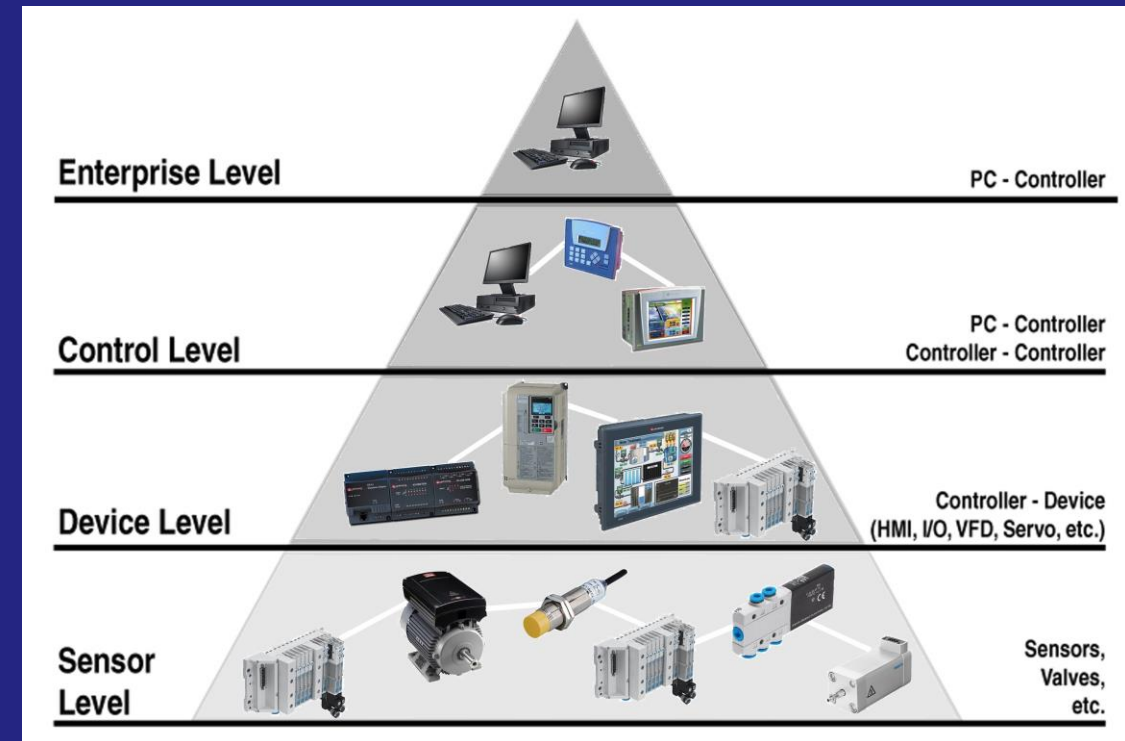 Enterprise Level
PC - Controller
Control Level
PC - Controller
Controller - Controller
Device Level
Controller - Device
(HMI, I/O, VFD, Servo, etc.)
Sensor
Level
Sensors,
Valves,
etc.